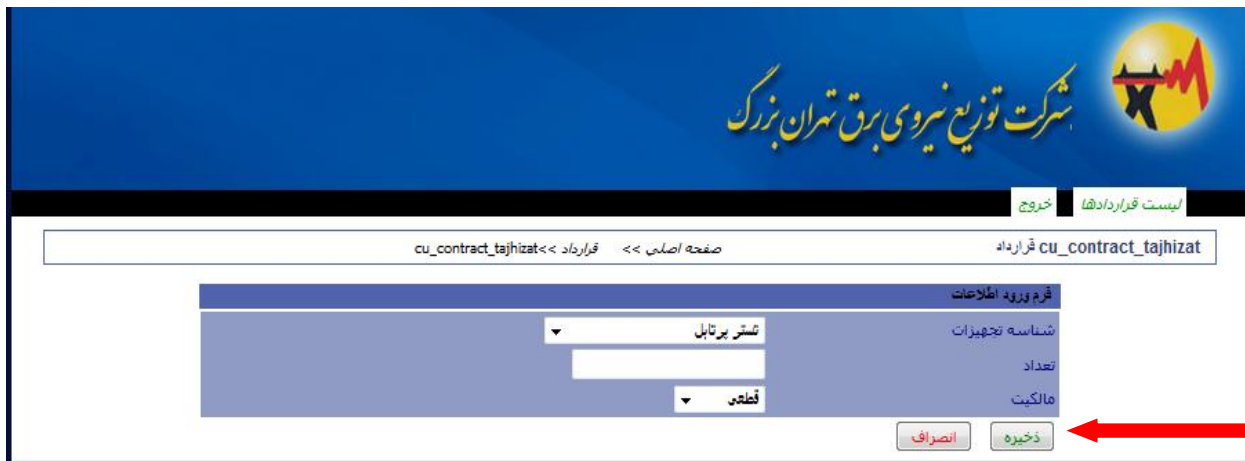 شرکت توزیع نیروی برق تهران بزرگ
لیست قراردادها خروج
cu_contract_tajhizat قرارداد
صفحه اصلی >> قرارداد >>cu_contract_tajhizat
فرم ورود اطلاعات
شناسه تجهیزات تستر پرتابل
تعداد
مالکیت قطعی
ذخیره انصراف